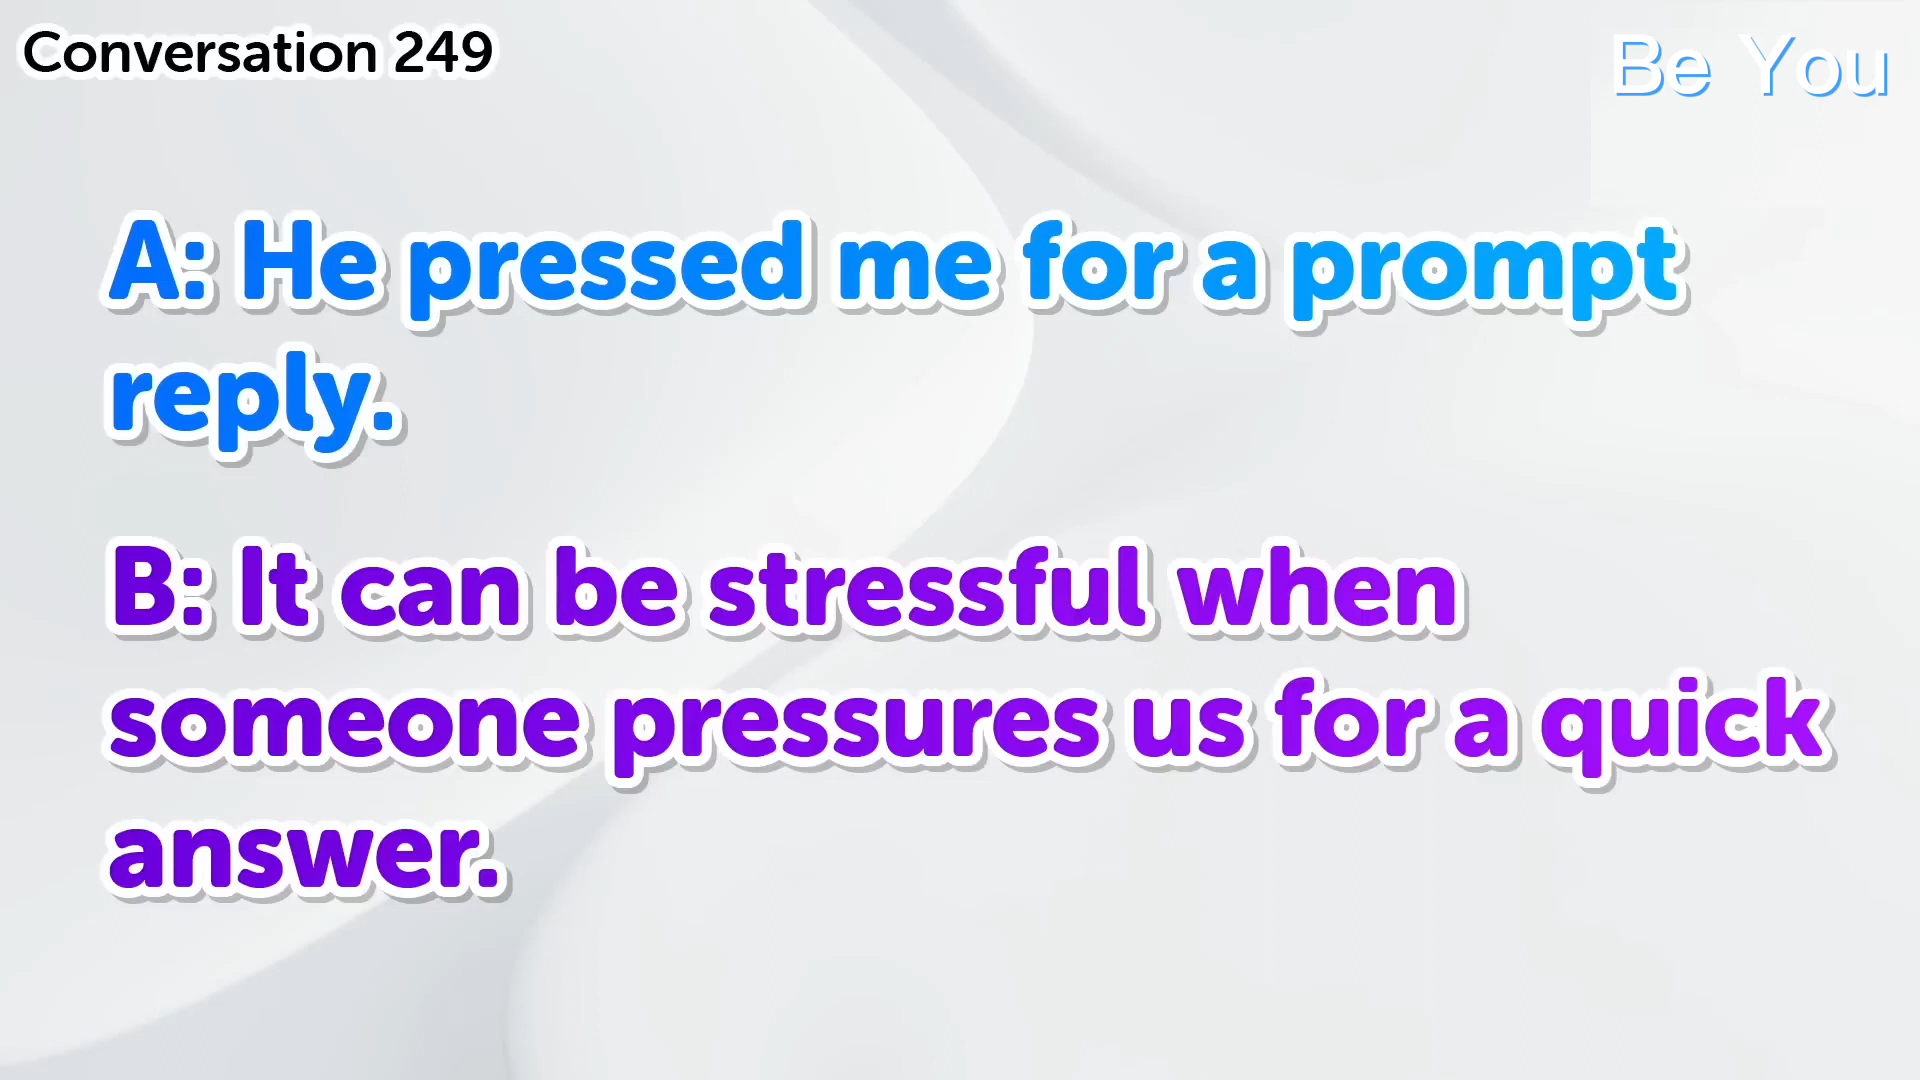 Conversation 249
Be You
A: He pressed me for a prompt
reply.
B: It can be stressful when
someone pressures us for a quick
answer.